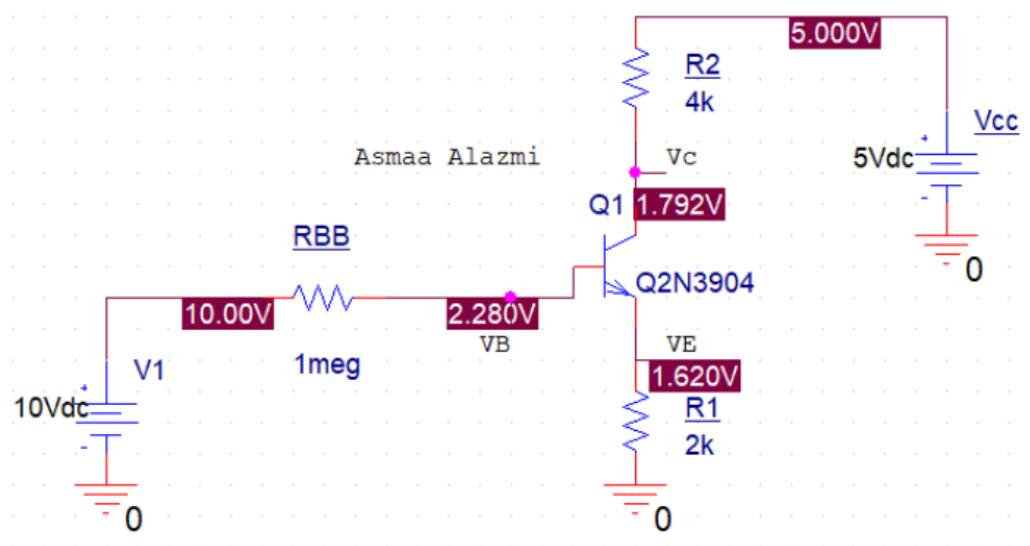 5.000V
R2
4k
Vcc
5Vdc
Asmaa Alazmi
Vc
Q1
1.792V
RBB
Q2N3904
0
10.00V
2.280V
VB
VE
1meg
V1
1.620V
10Vdc
R1
2k
0
0